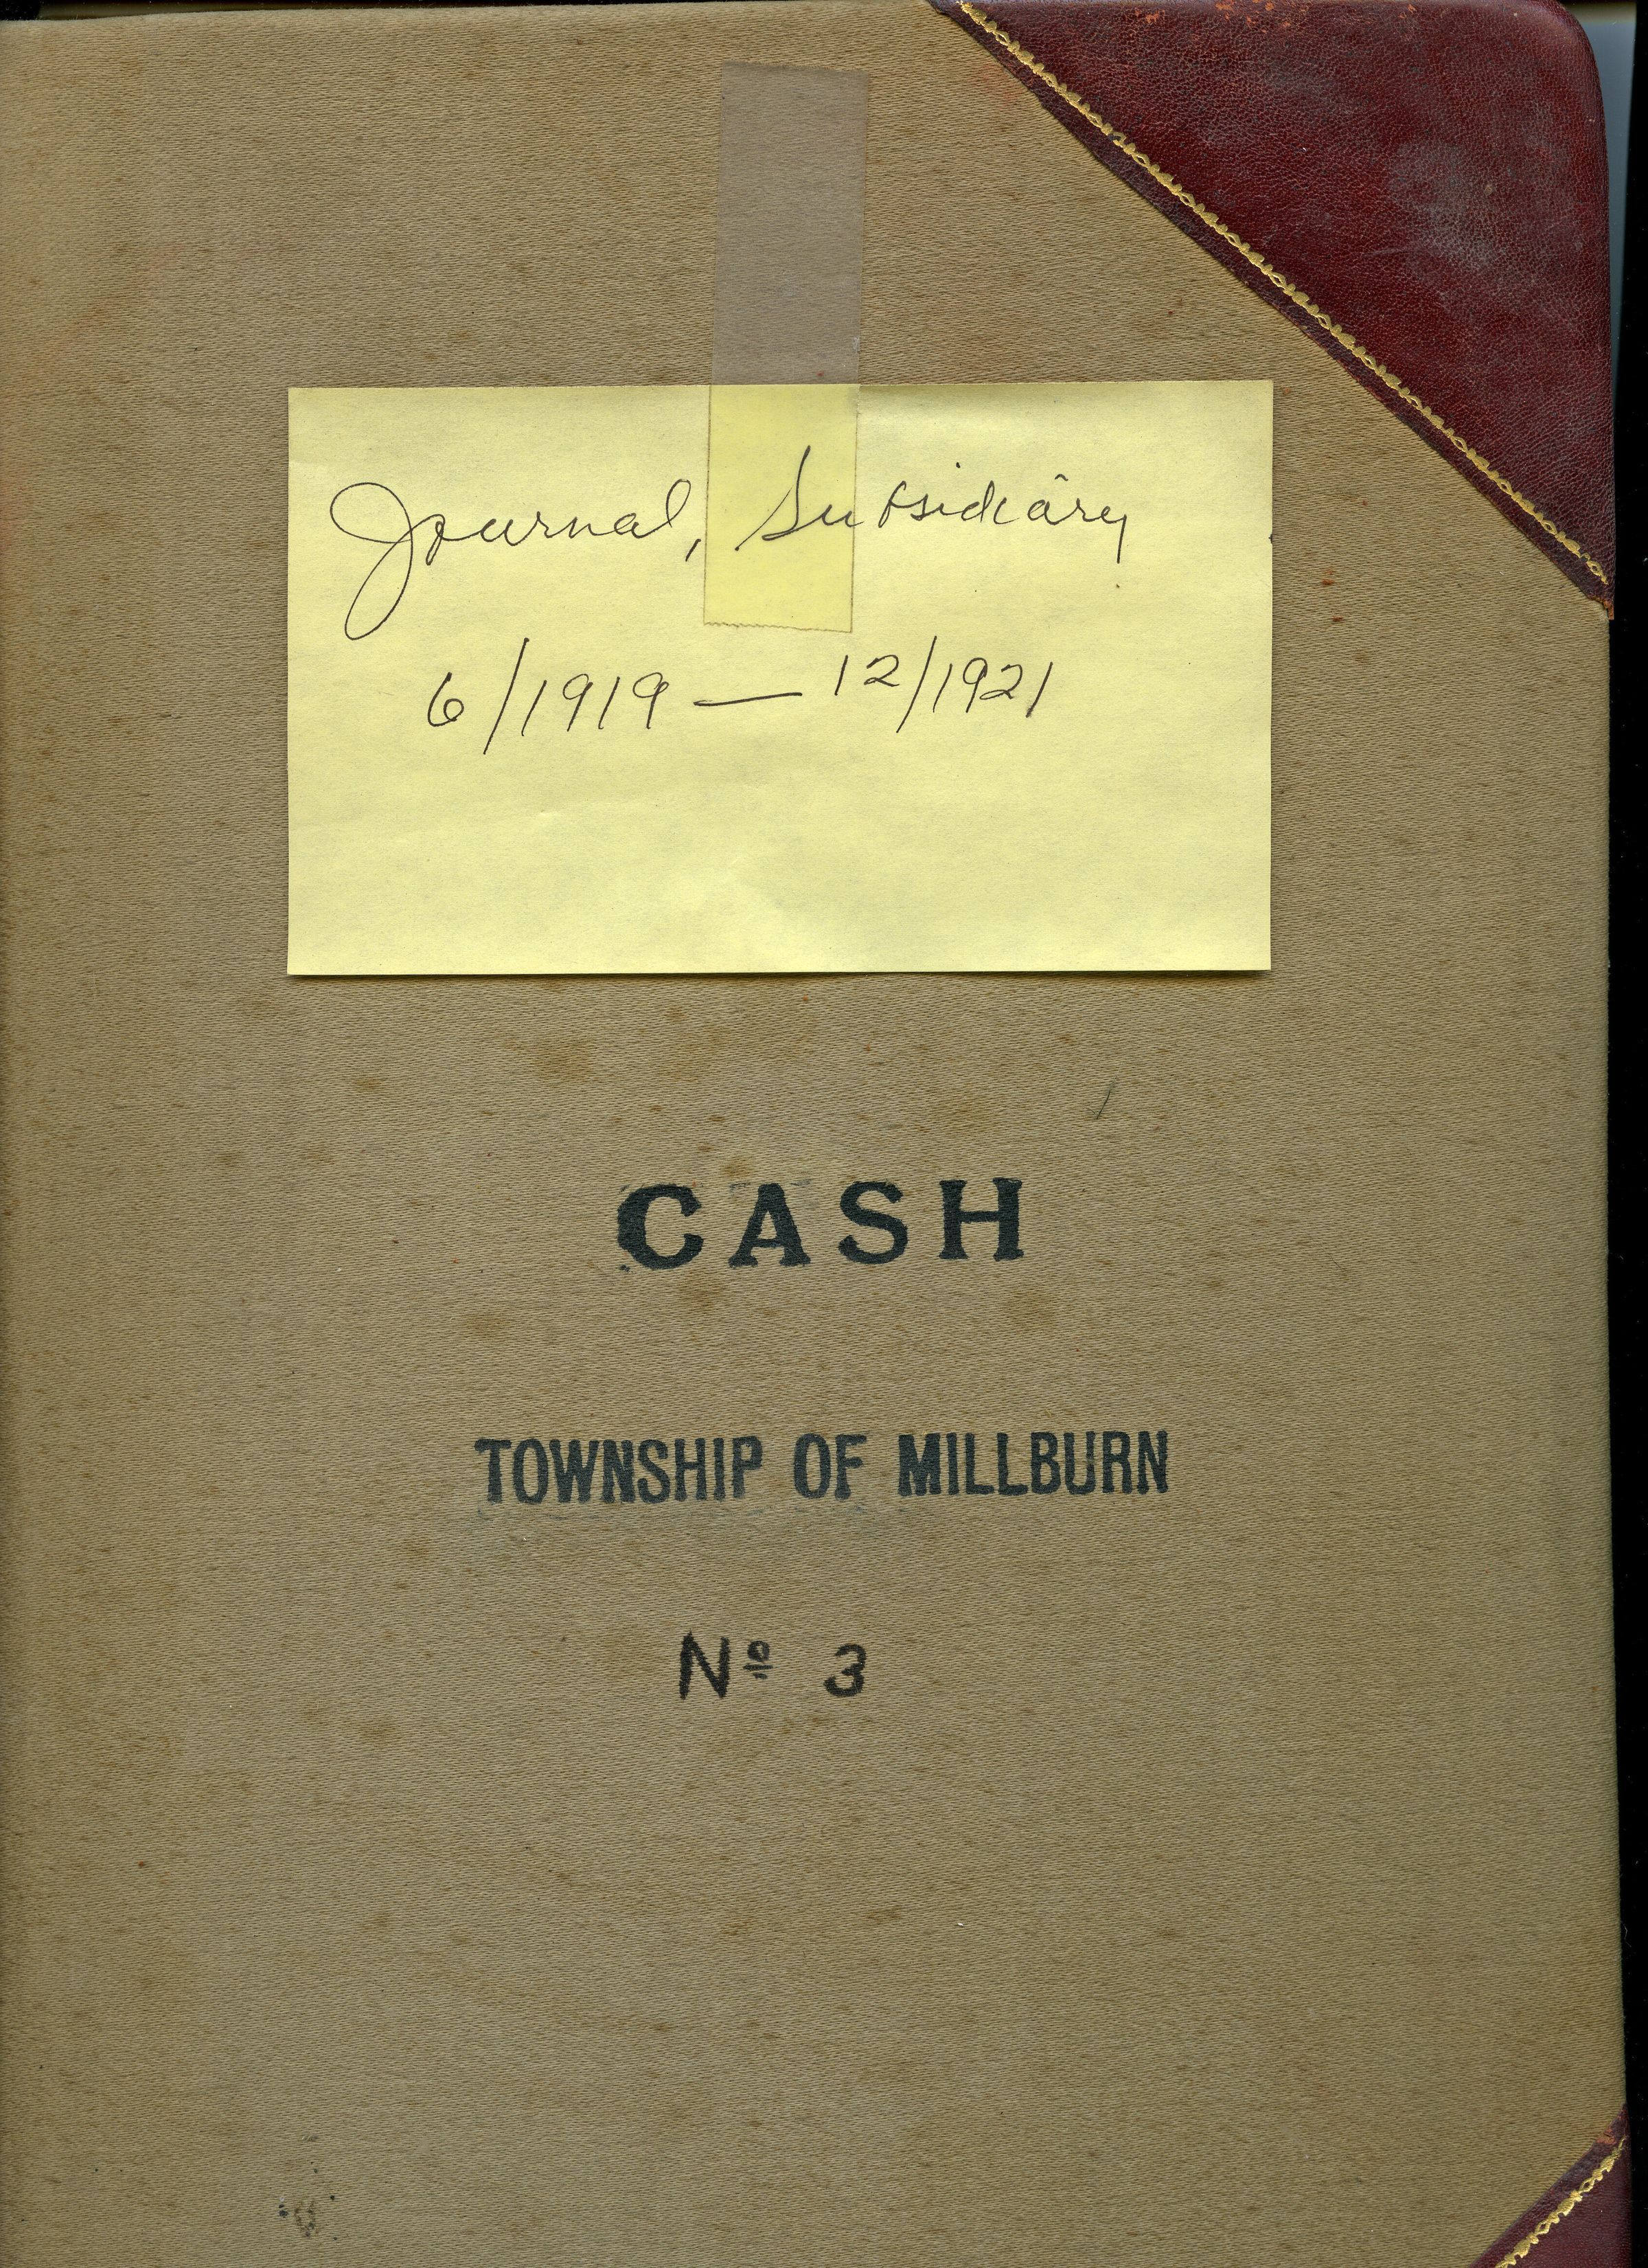 Journal, Subsidiary
6/1919 — 12/1921
CASH
TOWNSHIP OF MILLBURN
Nº 3